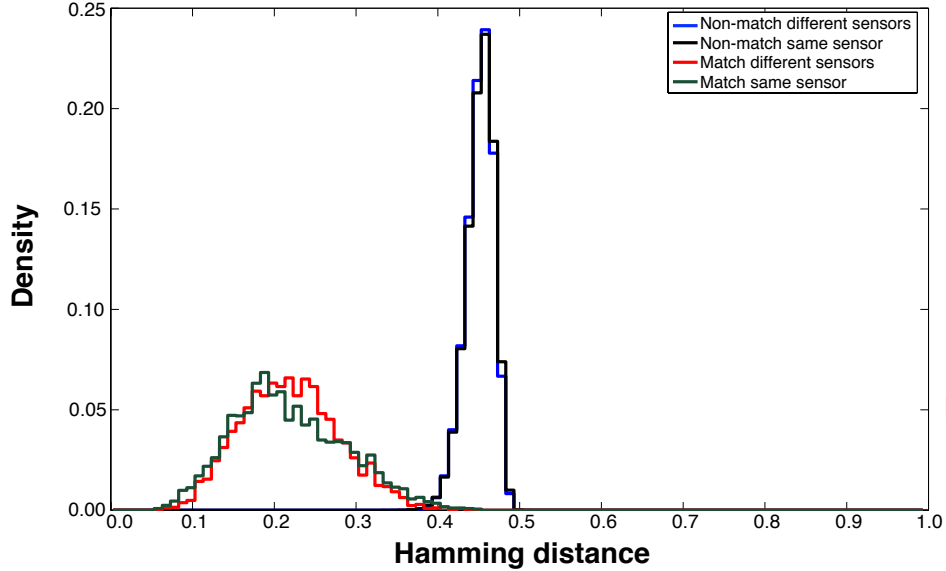 0.25
0.20
0.15
0.10
0.05
0.00
Density
Non-match different sensors
Non-match same sensor
Match different sensors
Match same sensor
0.0 0.1 0.2 0.3 0.4 0.5 0.6 0.7 0.8 0.9 1.0
Hamming distance